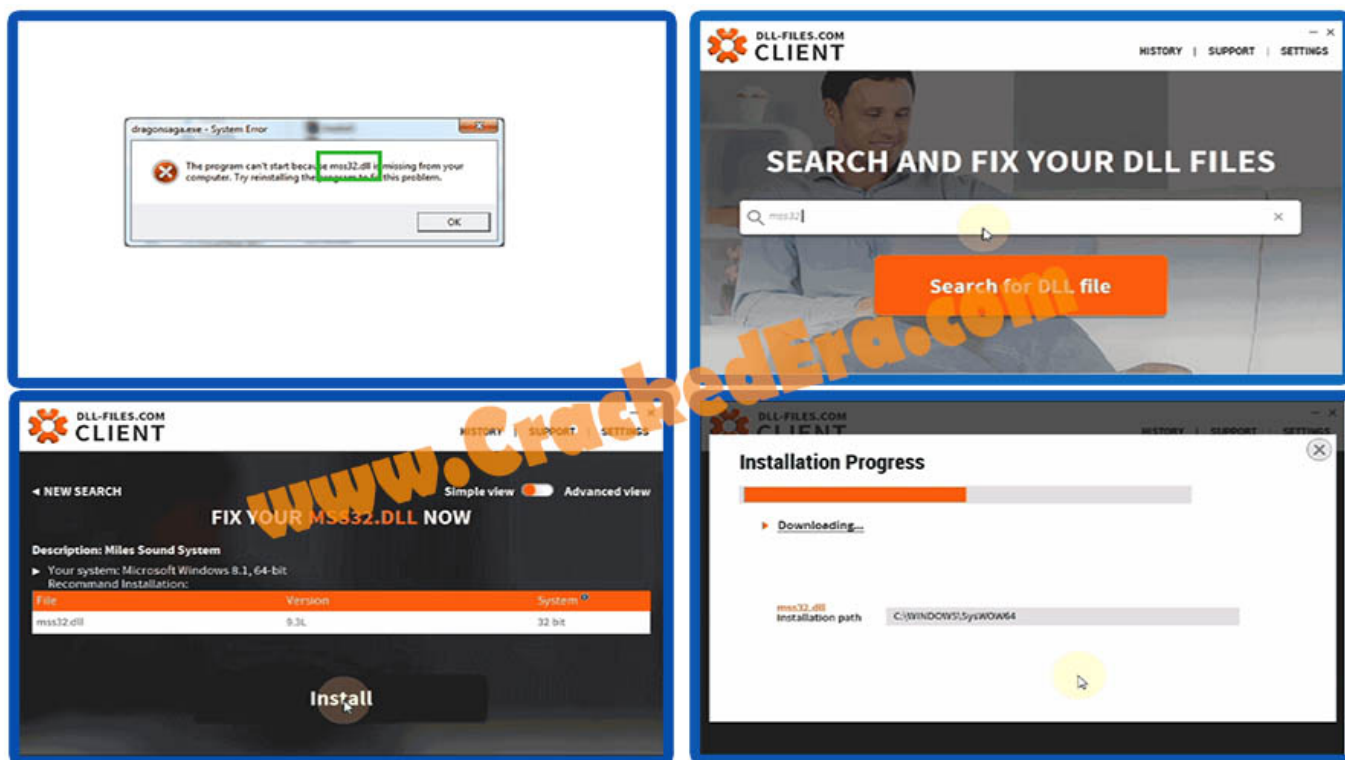 dragonsaga.exe - System Error
The program can't start because mss32.dll is missing from your
computer. Try reinstalling the program to fix this problem.
OK
DLL-FILES.COM
CLIENT
HISTORY | SUPPORT | SETTINGS
SEARCH AND FIX YOUR DLL FILES
mss32
Search for DLL file
www.CrackedEra.com
DLL-FILES.COM
CLIENT
HISTORY | SUPPORT | SETTINGS
NEW SEARCH
Simple view Advanced view
FIX YOUR MSS32.DLL NOW
Description: Miles Sound System
Your system: Microsoft Windows 8.1, 64-bit
Recommand Installation:
File Version System
mss32.dll 9.3L 32 bit
Install
DLL-FILES.COM
CLIENT
HISTORY | SUPPORT | SETTINGS
Installation Progress
Downloading...
mss32.dll
Installation path C:\WINDOWS\SysWOW64